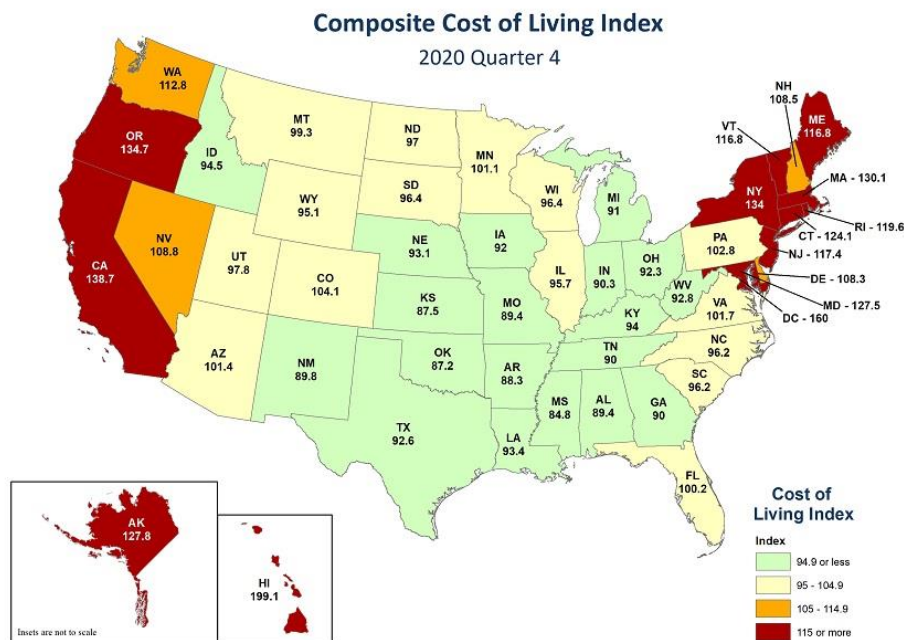 Composite Cost of Living Index
2020 Quarter 4
WA
112.8
OR
134.7
CA
138.7
NV
108.8
ID
94.5
MT
99.3
WY
95.1
UT
97.8
AZ
101.4
CO
104.1
NM
89.8
ND
97
SD
96.4
NE
93.1
KS
87.5
OK
87.2
TX
92.6
MN
101.1
IA
92
MO
89.4
AR
88.3
LA
93.4
WI
96.4
IL
95.7
MI
91
IN
90.3
OH
92.3
KY
94
TN
90
MS
84.8
AL
89.4
GA
90
FL
100.2
SC
96.2
NC
96.2
VA
101.7
WV
92.8
PA
102.8
NY
134
VT
116.8
NH
108.5
ME
116.8
MA - 130.1
RI - 119.6
CT - 124.1
NJ - 117.4
DE - 108.3
MD - 127.5
DC - 160
AK
127.8
Insets are not to scale
HI
199.1
Cost of
Living Index
Index
94.9 or less
95 - 104.9
105 - 114.9
115 or more